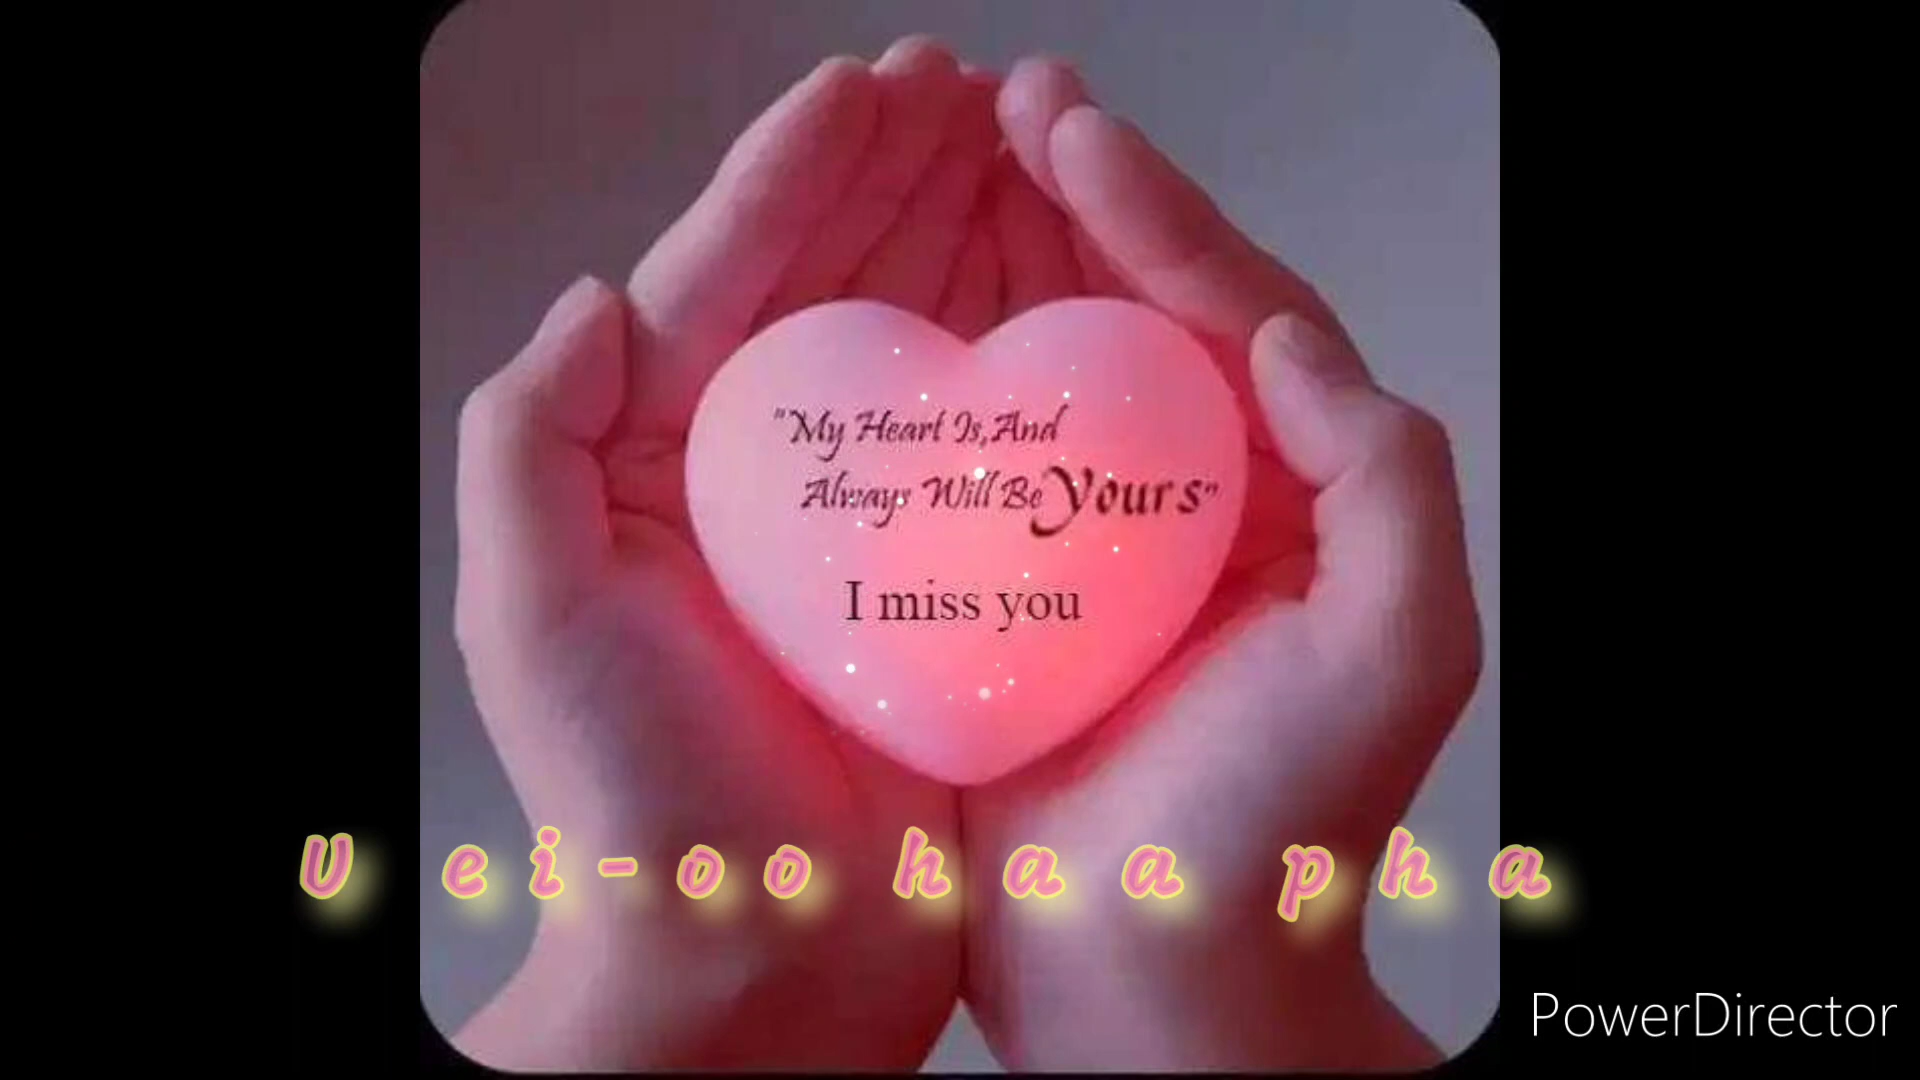 "My Heart Is,And
Always Will Be Yours"
I miss you
U ei-oo haa pha
PowerDirector